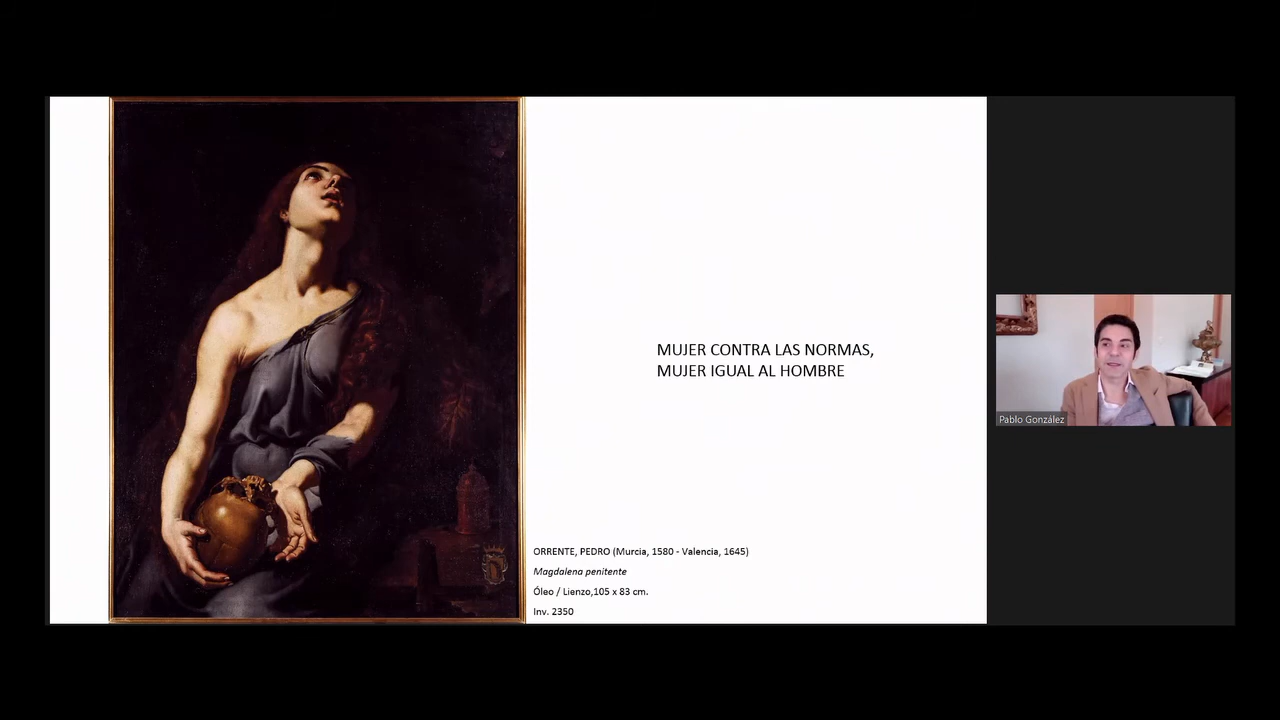 MUJER CONTRA LAS NORMAS,
MUJER IGUAL AL HOMBRE
ORRENTE, PEDRO (Murcia, 1580 - Valencia, 1645)
Magdalena penitente
Óleo / Lienzo,105 x 83 cm.
Inv. 2350
Pablo González